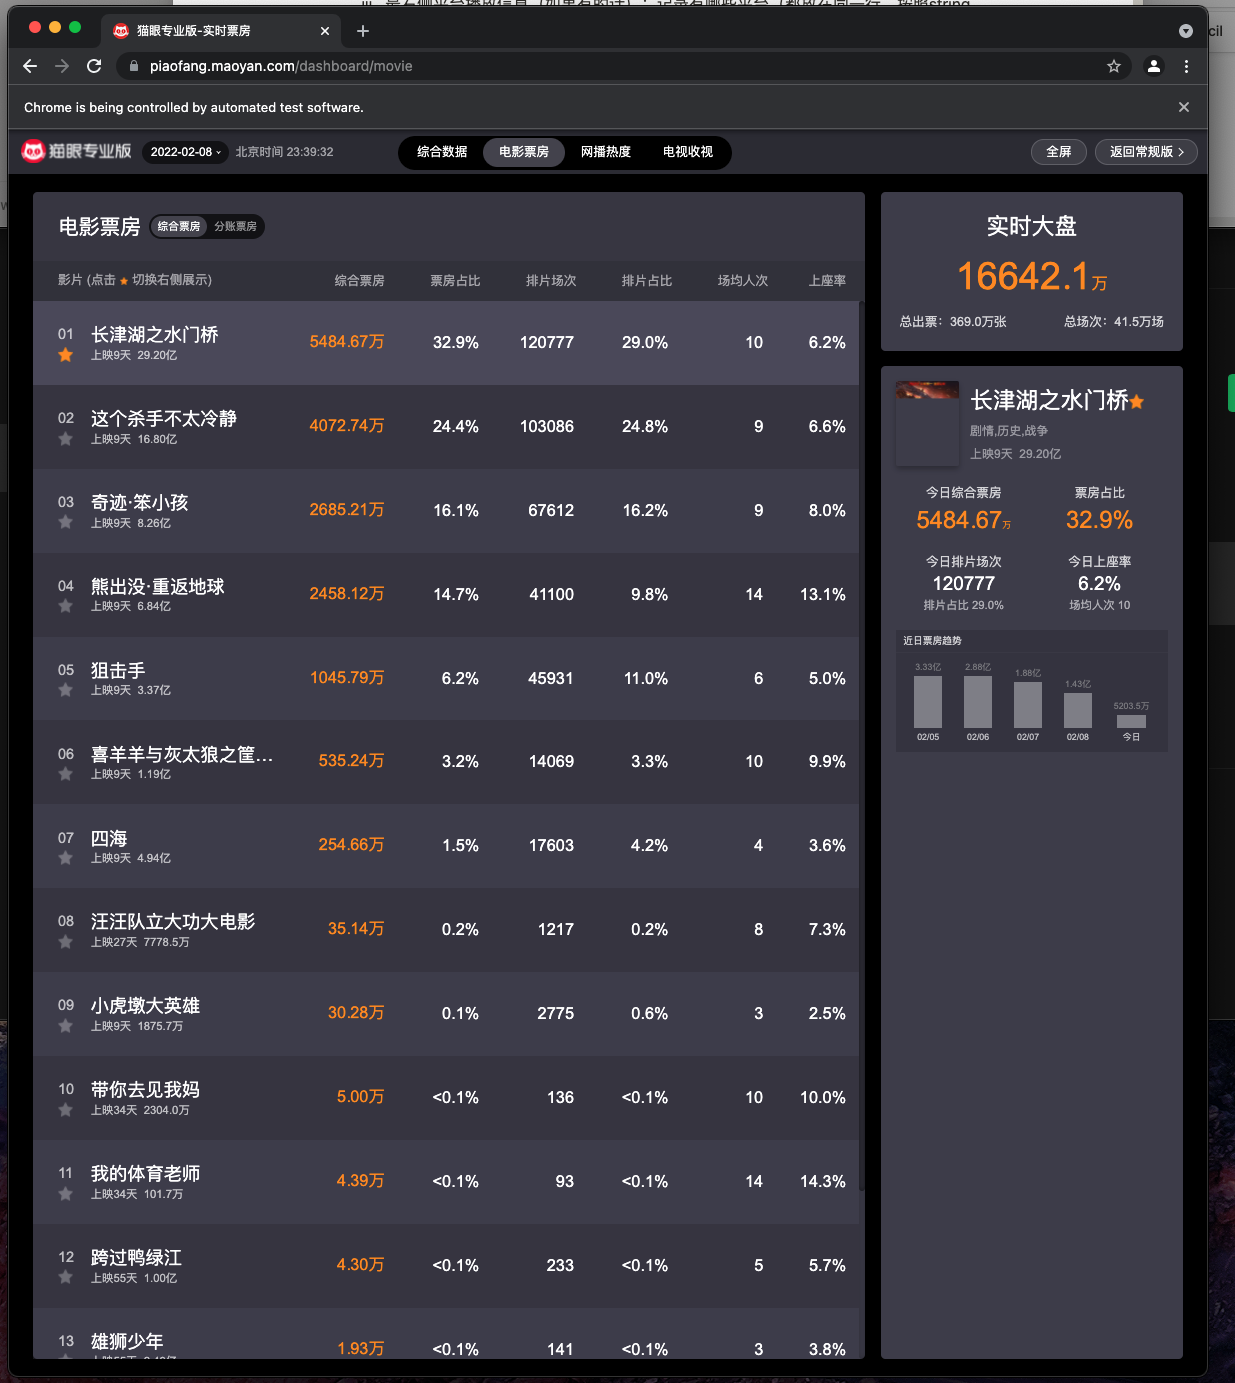 猫眼专业版-实时票房
piaofang.maoyan.com/dashboard/movie
Chrome is being controlled by automated test software.
猫眼专业版 2022-02-08 北京时间 23:39:32 综合数据 电影票房 网播热度 电视收视 全屏 返回常规版
电影票房 综合票房 分账票房
影片 (点击 切换右侧展示) 综合票房 票房占比 排片场次 排片占比 场均人次 上座率
01 长津湖之水门桥 5484.67万 32.9% 120777 29.0% 10 6.2%
上映9天 29.20亿
02 这个杀手不太冷静 4072.74万 24.4% 103086 24.8% 9 6.6%
上映9天 16.80亿
03 奇迹·笨小孩 2685.21万 16.1% 67612 16.2% 9 8.0%
上映9天 8.26亿
04 熊出没·重返地球 2458.12万 14.7% 41100 9.8% 14 13.1%
上映9天 6.84亿
05 狙击手 1045.79万 6.2% 45931 11.0% 6 5.0%
上映9天 3.37亿
06 喜羊羊与灰太狼之筐... 535.24万 3.2% 14069 3.3% 10 9.9%
上映9天 1.19亿
07 四海 254.66万 1.5% 17603 4.2% 4 3.6%
上映9天 4.94亿
08 汪汪队立大功大电影 35.14万 0.2% 1217 0.2% 8 7.3%
上映27天 7778.5万
09 小虎墩大英雄 30.28万 0.1% 2775 0.6% 3 2.5%
上映9天 1875.7万
10 带你去见我妈 5.00万 <0.1% 136 <0.1% 10 10.0%
上映34天 2304.0万
11 我的体育老师 4.39万 <0.1% 93 <0.1% 14 14.3%
上映34天 101.7万
12 跨过鸭绿江 4.30万 <0.1% 233 <0.1% 5 5.7%
上映55天 1.00亿
13 雄狮少年 1.93万 <0.1% 141 <0.1% 3 3.8%
实时大盘
16642.1万
总出票：369.0万张 总场次：41.5万场
长津湖之水门桥
剧情,历史,战争
上映9天 29.20亿
今日综合票房 票房占比
5484.67万 32.9%
今日排片场次 今日上座率
120777 6.2%
排片占比 29.0% 场均人次 10
近日票房趋势
3.33亿 2.88亿 1.88亿 1.43亿 5203.5万
02/05 02/06 02/07 02/08 今日